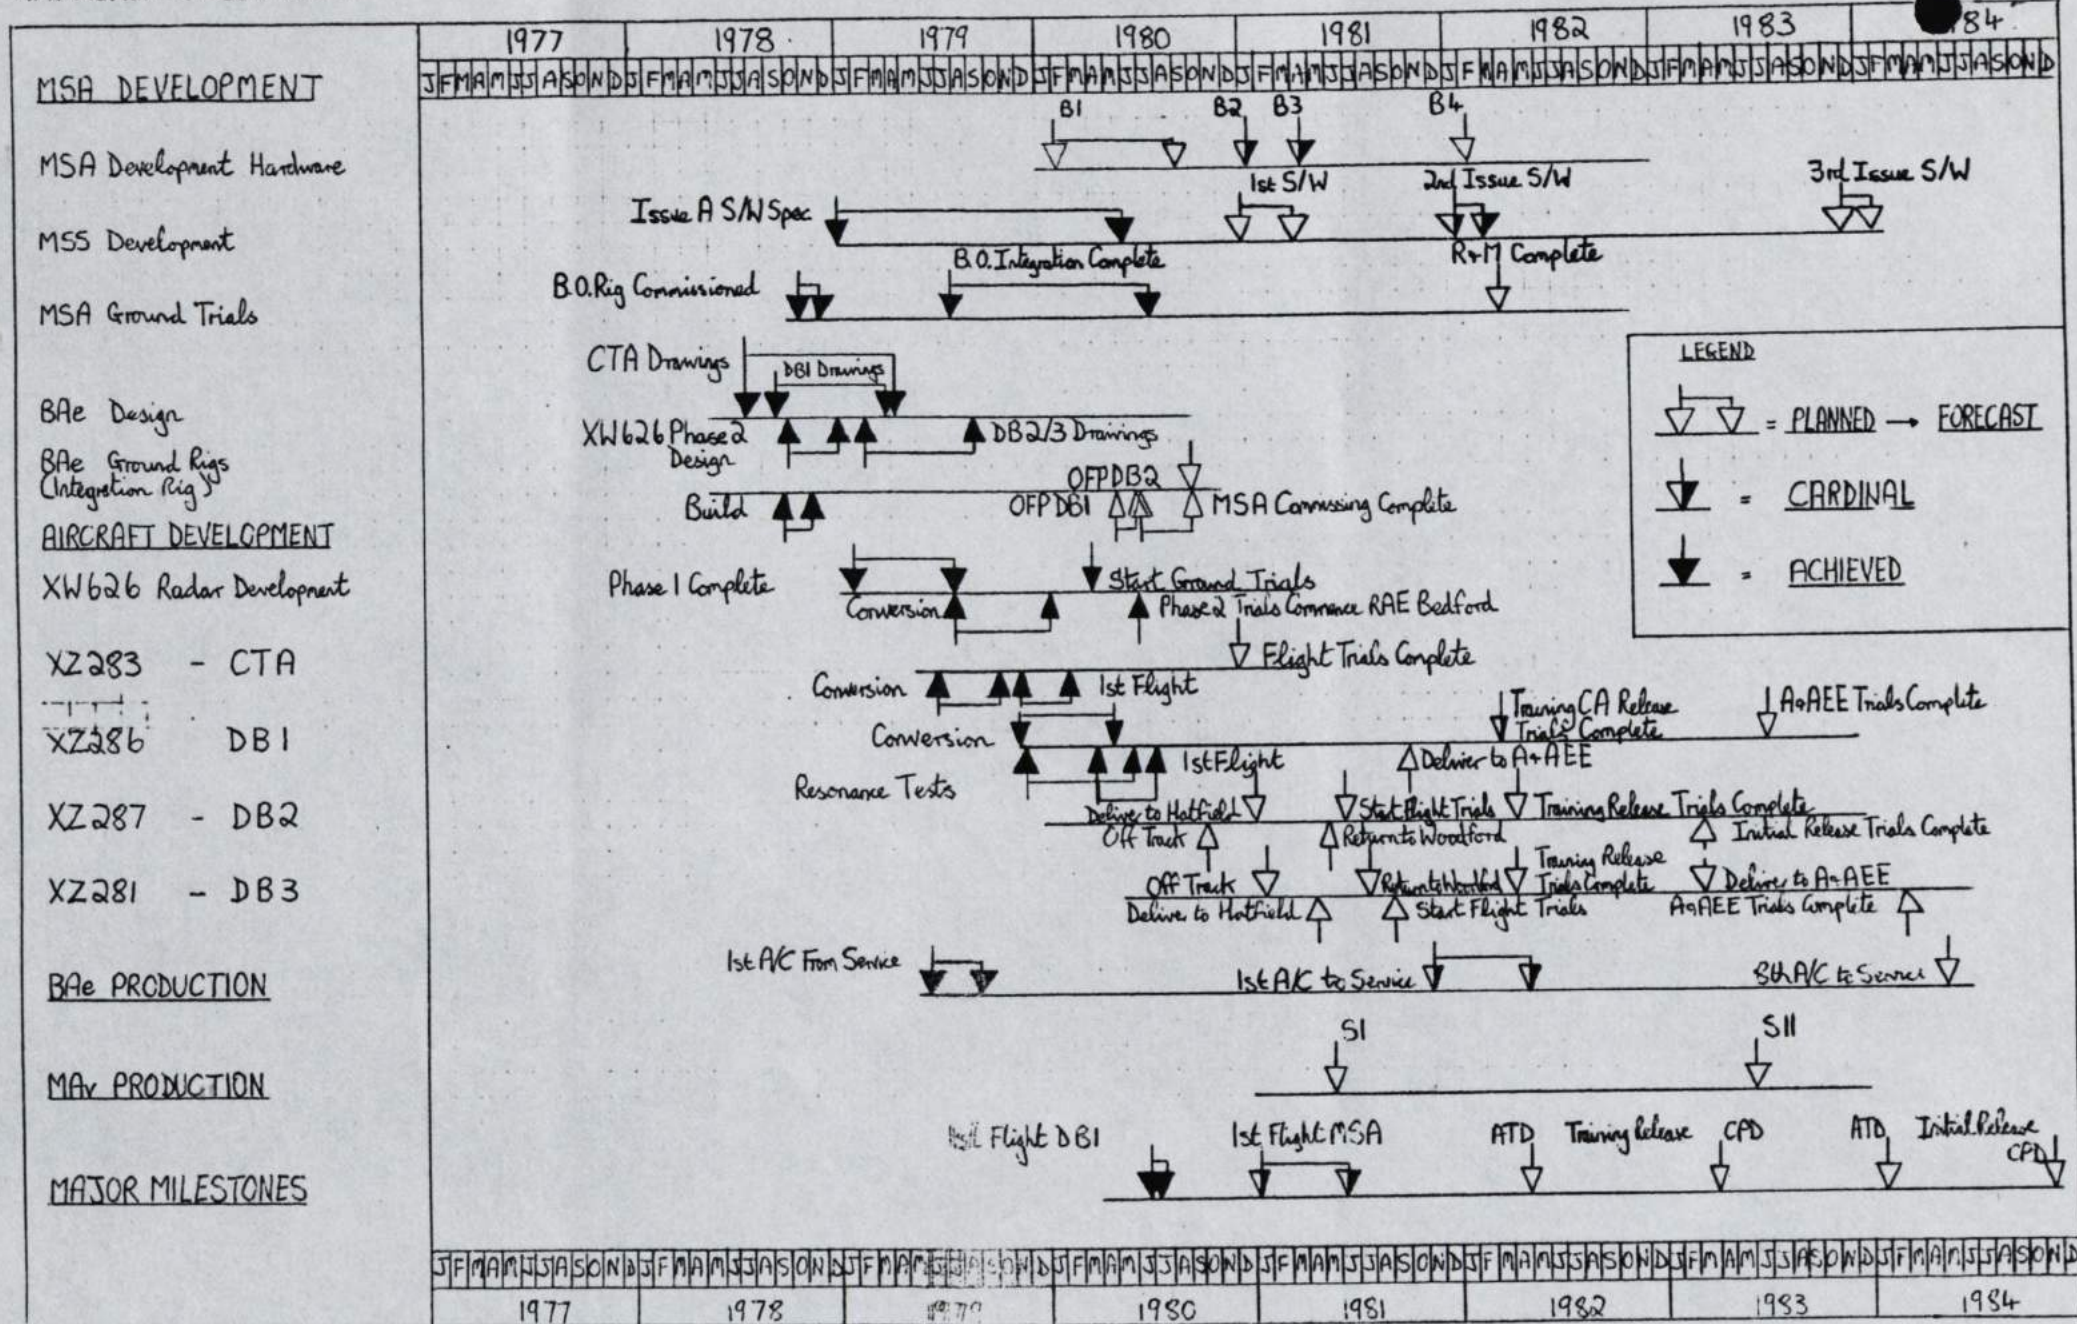 1977 1978 1979 1980 1981 1982 1983 84
MSA DEVELOPMENT
J F M A M J J A S O N D J F M A M J J A S O N D J F M A M J J A S O N D J F M A M J J A S O N D J F M A M J J A S O N D J F M A M J J A S O N D J F M A M J J A S O N D J F M A M J J A S O N D
B1 B2 B3 B4
MSA Development Hardware
1st S/W 2nd Issue S/W 3rd Issue S/W
Issue A S/W Spec
MSS Development
B.O. Integration Complete R+M Complete
B.O. Rig Commissioned
MSA Ground Trials
LEGEND
= PLANNED → FORECAST
= CARDINAL
= ACHIEVED
CTA Drawings DB1 Drawings
BAe Design
XW626 Phase 2 DB2/3 Drawings
Design
BAe Ground Rigs
(Integration Rig)
OFPDB2
Build OFPDB1 MSA Commissing Complete
AIRCRAFT DEVELOPMENT
XW626 Radar Development
Phase 1 Complete Start Ground Trials
Conversion Phase 2 Trials Commence RAE Bedford
XZ283 - CTA
Flight Trials Complete
Conversion 1st Flight
Training CA Release A&AEE Trials Complete
Trials Complete
XZ286 DB1
Conversion
1st Flight Deliver to A+AEE
Resonance Tests
XZ287 - DB2
Deliver to Hatfield Start Flight Trials Training Release Trials Complete
Off Track Return to Woodford Initial Release Trials Complete
XZ281 - DB3
Training Release
Off Track Return to Woodford Trials Complete Deliver to A&AEE
Deliver to Hatfield Start Flight Trials A&AEE Trials Complete
BAe PRODUCTION
1st A/C From Service 1st A/C to Service 8th A/C to Service
MAv PRODUCTION
S1 S11
MAJOR MILESTONES
1st Flight DB1 1st Flight MSA ATD Training Release CPD ATD Initial Release
CPD
J F M A M J J A S O N D J F M A M J J A S O N D J F M A M J J A S O N D J F M A M J J A S O N D J F M A M J J A S O N D J F M A M J J A S O N D J F M A M J J A S O N D J F M A M J J A S O N D
1977 1978 1979 1980 1981 1982 1983 1984